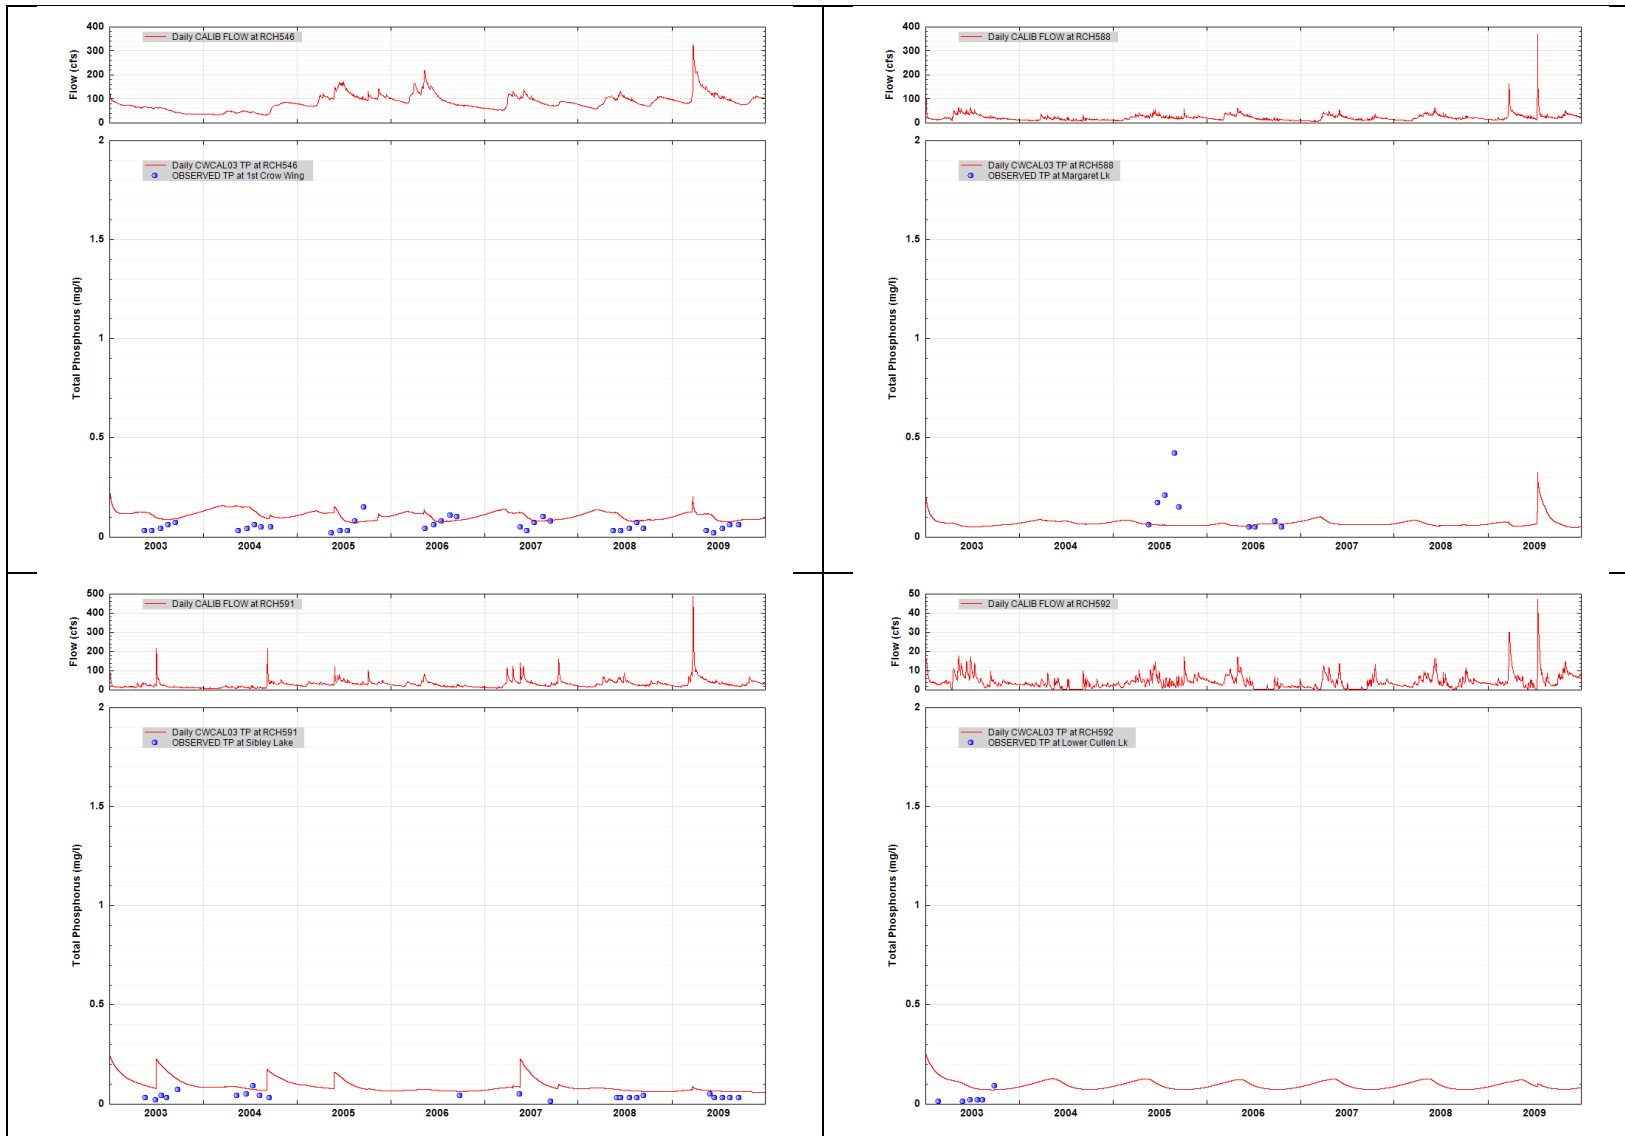 Flow (cfs)
400
300
200
100
0
Daily CALIB FLOW at RCH546
Total Phosphorus (mg/l)
2
1.5
1
0.5
0
Daily CWCAL03 TP at RCH546
OBSERVED TP at 1st Crow Wing
2003 2004 2005 2006 2007 2008 2009
Flow (cfs)
400
300
200
100
0
Daily CALIB FLOW at RCH588
Total Phosphorus (mg/l)
2
1.5
1
0.5
0
Daily CWCAL03 TP at RCH588
OBSERVED TP at Margaret Lk
2003 2004 2005 2006 2007 2008 2009
Flow (cfs)
500
400
300
200
100
0
Daily CALIB FLOW at RCH591
Total Phosphorus (mg/l)
2
1.5
1
0.5
0
Daily CWCAL03 TP at RCH591
OBSERVED TP at Sibley Lake
2003 2004 2005 2006 2007 2008 2009
Flow (cfs)
50
40
30
20
10
0
Daily CALIB FLOW at RCH592
Total Phosphorus (mg/l)
2
1.5
1
0.5
0
Daily CWCAL03 TP at RCH592
OBSERVED TP at Lower Cullen Lk
2003 2004 2005 2006 2007 2008 2009